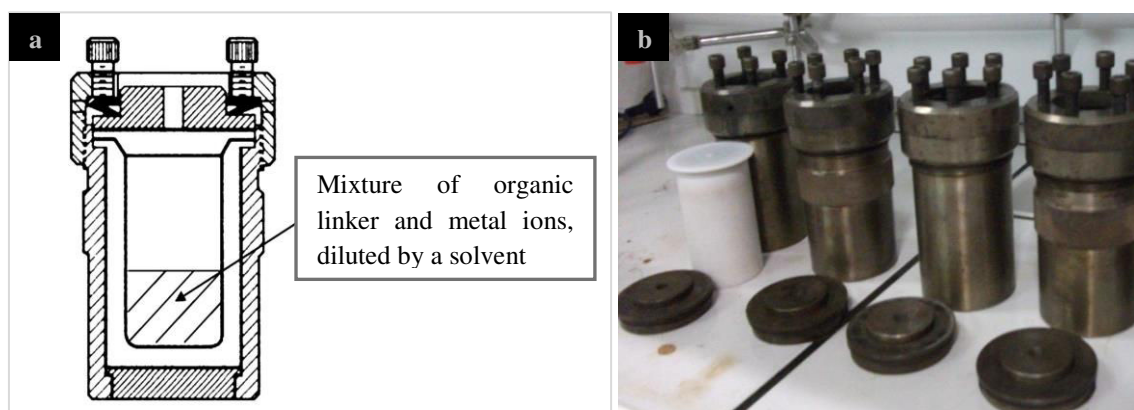 a
Mixture of organic
linker and metal ions,
diluted by a solvent
b